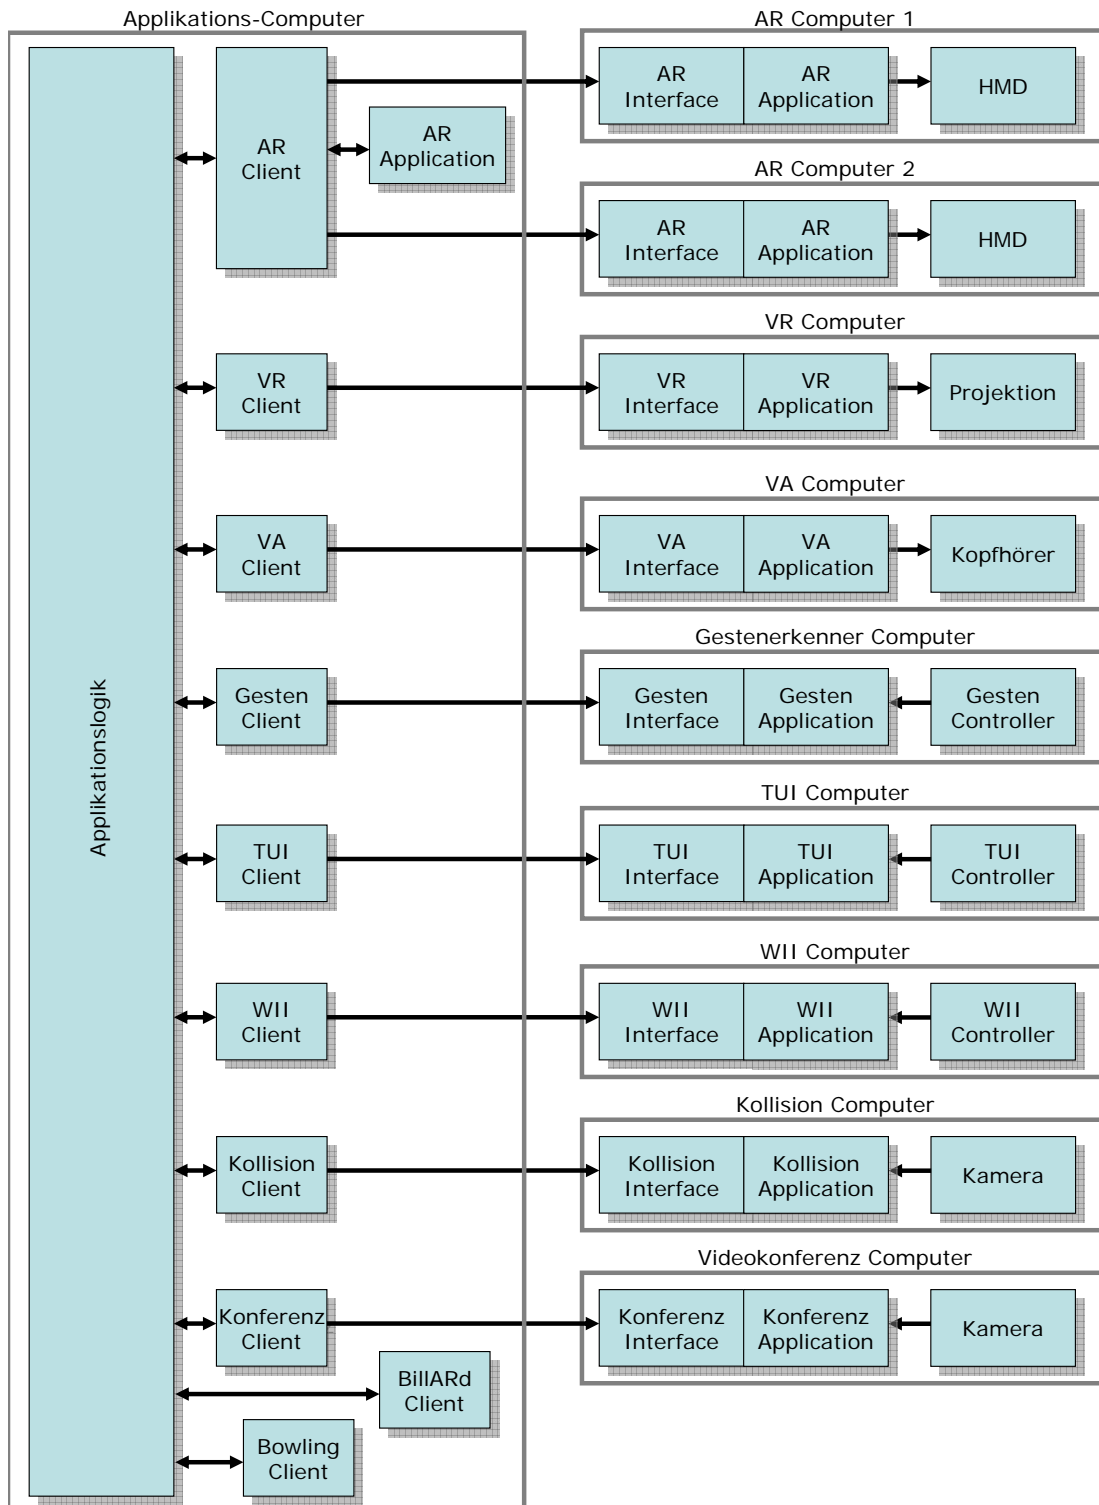 Applikations-Computer
AR Computer 1
Applikationslogik
AR
Client
AR
Application
AR
Interface
AR
Application
HMD
AR Computer 2
AR
Interface
AR
Application
HMD
VR Computer
VR
Client
VR
Interface
VR
Application
Projektion
VA Computer
VA
Client
VA
Interface
VA
Application
Kopfhörer
Gestenerkenner Computer
Gesten
Client
Gesten
Interface
Gesten
Application
Gesten
Controller
TUI Computer
TUI
Client
TUI
Interface
TUI
Application
TUI
Controller
WII Computer
WII
Client
WII
Interface
WII
Application
WII
Controller
Kollision Computer
Kollision
Client
Kollision
Interface
Kollision
Application
Kamera
Videokonferenz Computer
Konferenz
Client
Konferenz
Interface
Konferenz
Application
Kamera
BillARd
Client
Bowling
Client